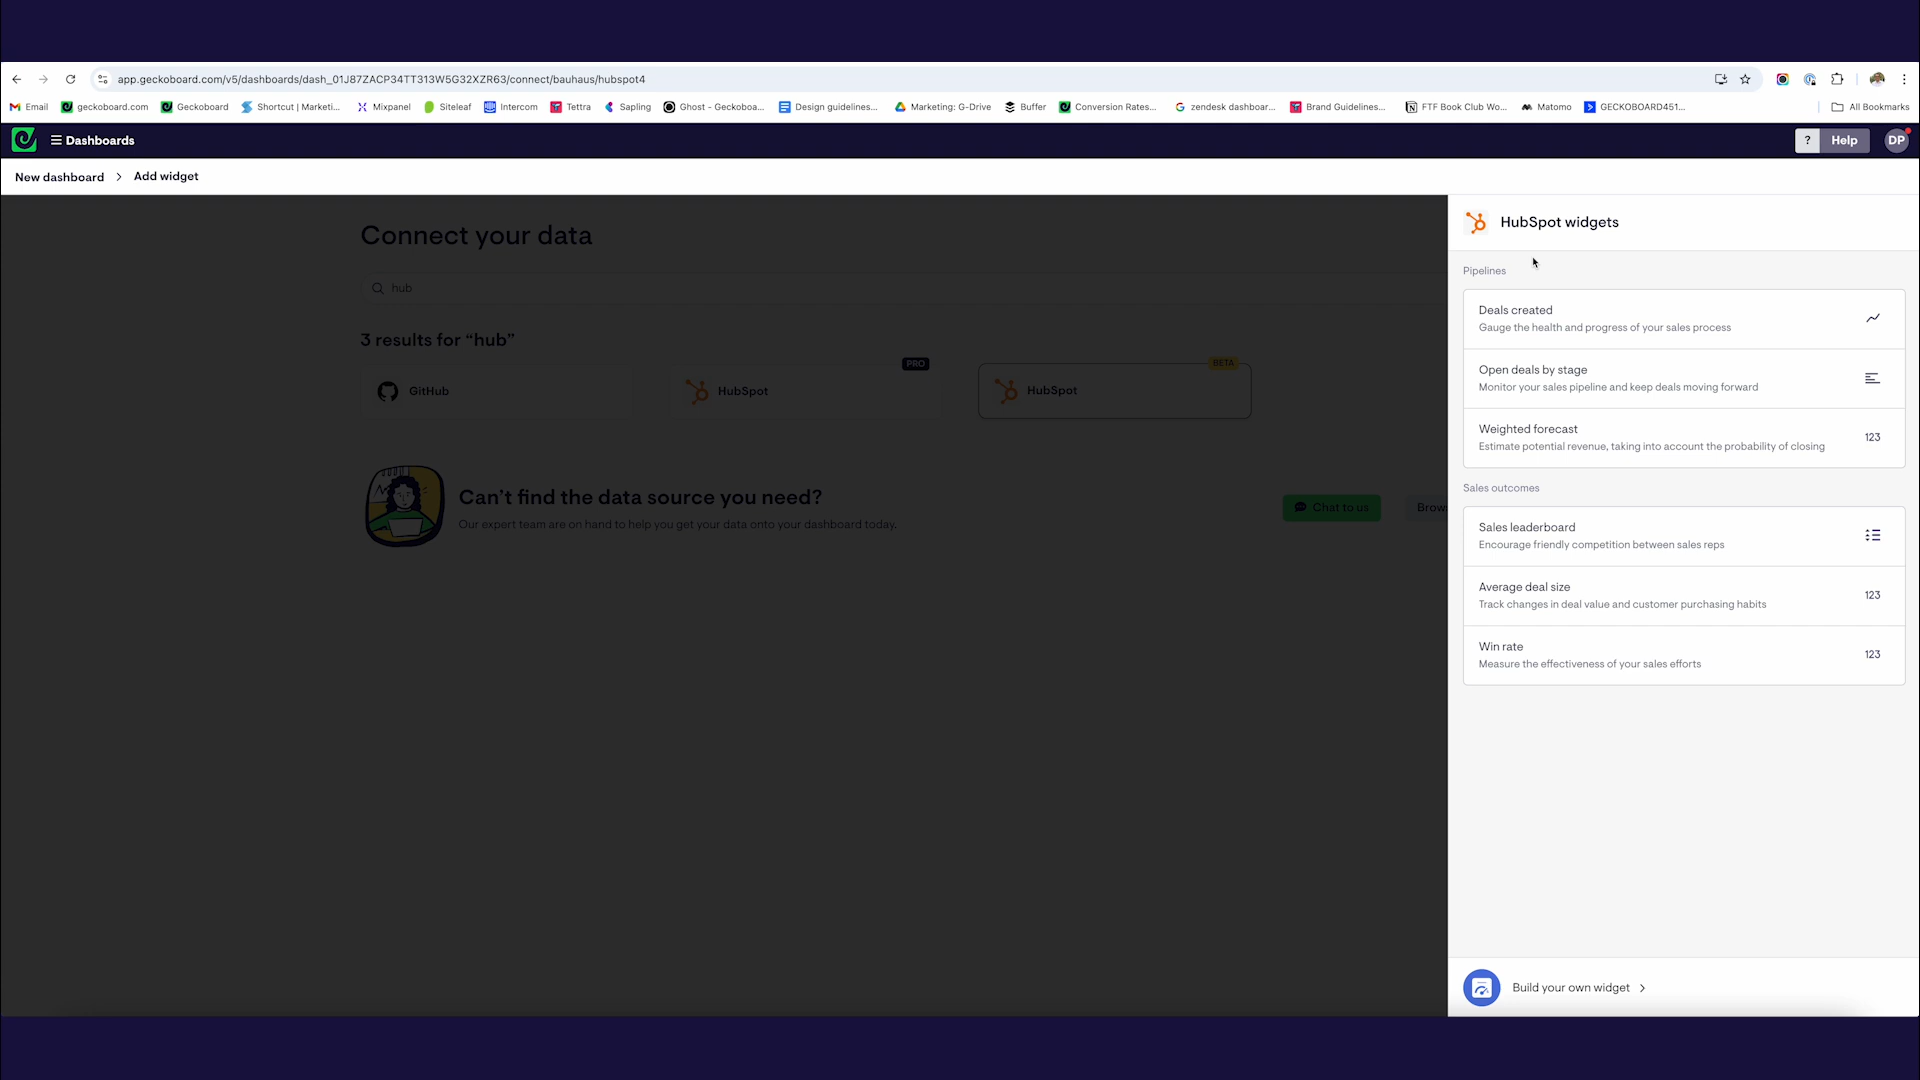 app.geckoboard.com/v5/dashboards/dash_01J87ZACP34TT313W5G32XZR63/connect/bauhaus/hubspot4
Email geckoboard.com Geckoboard Shortcut | Marketi... Mixpanel Siteleaf Intercom Tettra Sapling Ghost - Geckoboa... Design guidelines... Marketing: G-Drive Buffer Conversion Rates... zendesk dashboar... Brand Guidelines... FTF Book Club Wo... Matomo GECKOBOARD451... All Bookmarks
Dashboards
? Help DP
New dashboard > Add widget
Connect your data
hub
3 results for “hub”
GitHub
PRO
HubSpot
BETA
HubSpot
Can’t find the data source you need?
Our expert team are on hand to help you get your data onto your dashboard today.
Chat to us
Brow
HubSpot widgets
Pipelines
Deals created
Gauge the health and progress of your sales process
Open deals by stage
Monitor your sales pipeline and keep deals moving forward
Weighted forecast
Estimate potential revenue, taking into account the probability of closing
123
Sales outcomes
Sales leaderboard
Encourage friendly competition between sales reps
Average deal size
Track changes in deal value and customer purchasing habits
123
Win rate
Measure the effectiveness of your sales efforts
123
Build your own widget >